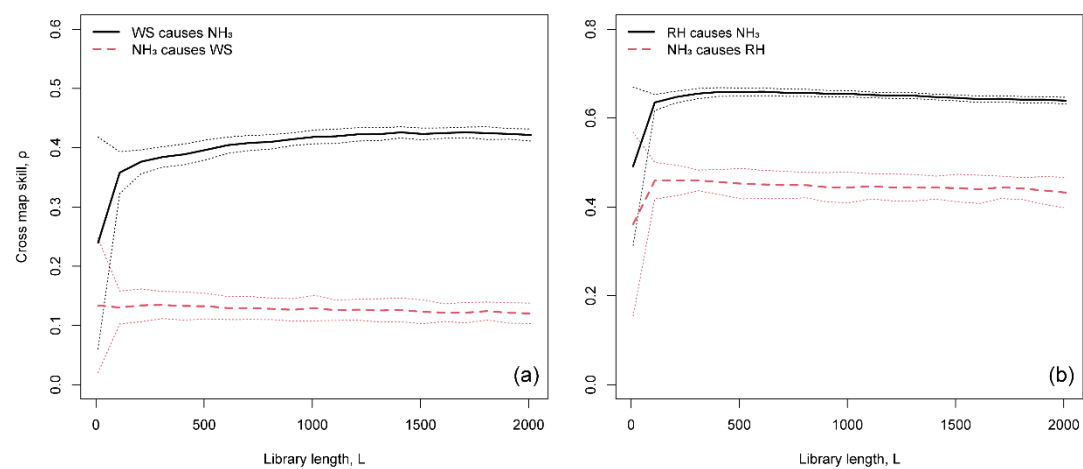 WS causes NH₃
NH₃ causes WS
Cross map skill, ρ
0.6
0.5
0.4
0.3
0.2
0.1
0.0
(a)
0 500 1000 1500 2000
Library length, L
RH causes NH₃
NH₃ causes RH
0.8
0.6
0.4
0.2
0.0
(b)
0 500 1000 1500 2000
Library length, L